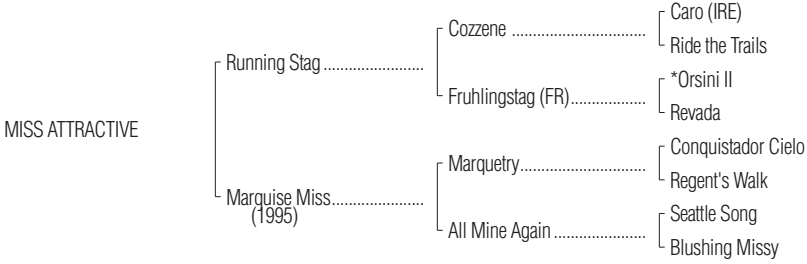 Caro (IRE)
Cozzene ..............................
Ride the Trails
Running Stag ......................
*Orsini II
Fruhlingstag (FR).................
Revada
MISS ATTRACTIVE
Conquistador Cielo
Marquetry.............................
Regent's Walk
Marquise Miss.....................
(1995)
Seattle Song
All Mine Again .....................
Blushing Missy